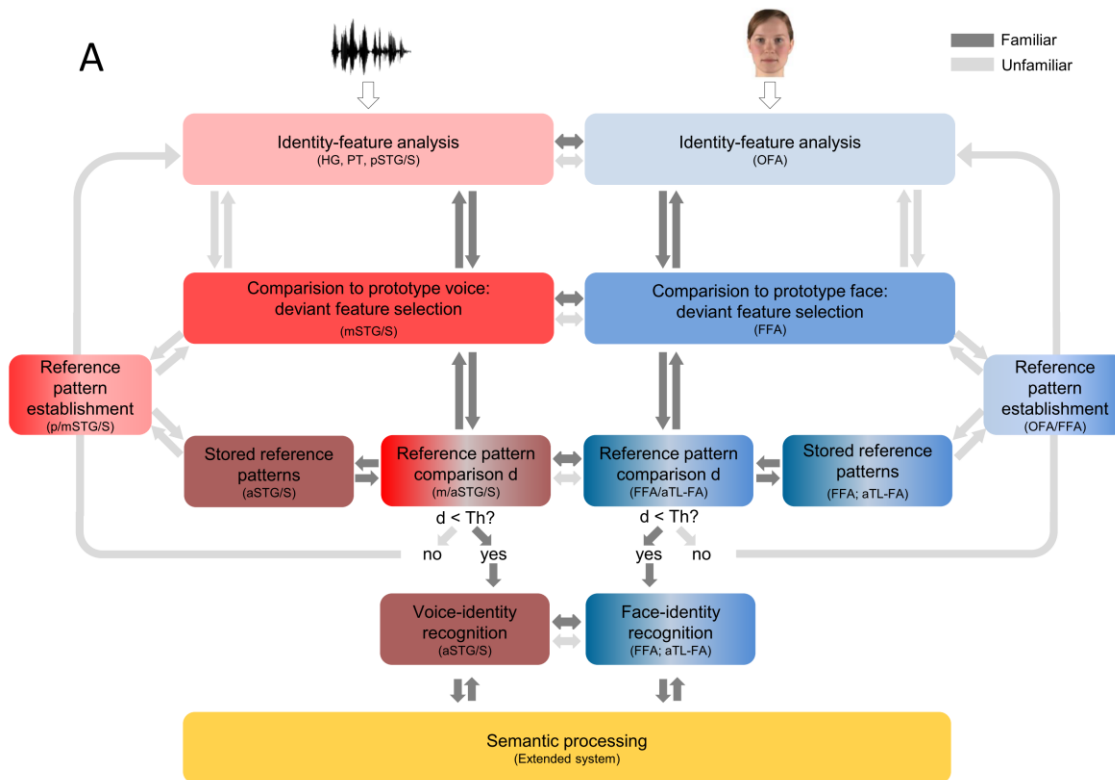 A
Familiar
Unfamiliar
Identity-feature analysis
(HG, PT, pSTG/S)
Identity-feature analysis
(OFA)
Comparision to prototype voice:
deviant feature selection
(mSTG/S)
Comparision to prototype face:
deviant feature selection
(FFA)
Reference
pattern
establishment
(p/mSTG/S)
Reference
pattern
establishment
(OFA/FFA)
Stored reference
patterns
(aSTG/S)
Reference pattern
comparison d
(m/aSTG/S)
Reference pattern
comparison d
(FFA/aTL-FA)
Stored reference
patterns
(FFA; aTL-FA)
d < Th?
d < Th?
no
yes
yes
no
Voice-identity
recognition
(aSTG/S)
Face-identity
recognition
(FFA; aTL-FA)
Semantic processing
(Extended system)